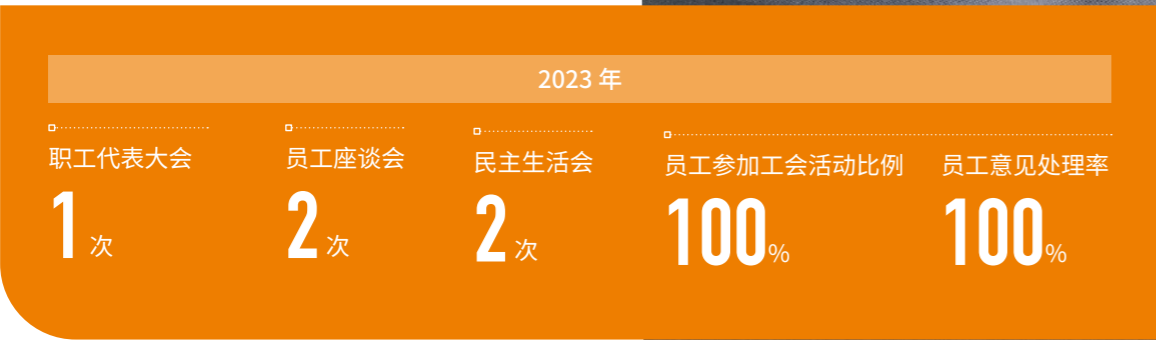 2023 年
职工代表大会
1 次
员工座谈会
2 次
民主生活会
2 次
员工参加工会活动比例
100%
员工意见处理率
100%